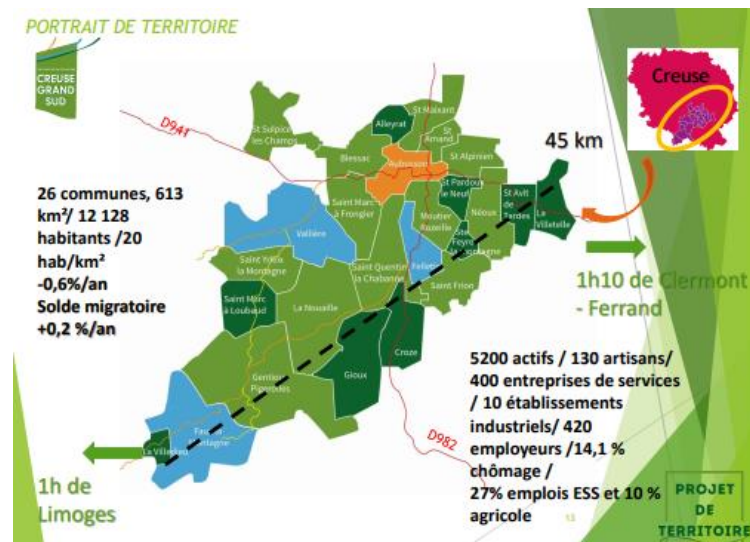 PORTRAIT DE TERRITOIRE
CREUSE
GRAND
SUD
Creuse
D941
St Sulpice
les Champs
Alleyrat
St Maixant
St
Amand
Blessac
Aubusson
St Alpinien
45 km
Saint Marc
à Frongier
St Pardoux
le Neuf
Néoux
St Avit
de
Tardes
La
Villetelle
Moutier
Rozeille
Vallière
Felletin
Ste
Feyre
la Montagne
Saint Yrieix
la Montagne
Saint Quentin
la Chabanne
Saint Frion
Saint Marc
à Loubaud
La Nouaille
Croze
Gioux
Gentioux
Pigerolles
Faux la
Montagne
La Villedieu
D982
26 communes, 613
km²/ 12 128
habitants /20
hab/km²
-0,6%/an
Solde migratoire
+0,2 %/an
1h10 de Clermont
- Ferrand
5200 actifs / 130 artisans/
400 entreprises de services
/ 10 établissements
industriels/ 420
employeurs /14,1 %
chômage /
27% emplois ESS et 10 %
agricole
1h de
Limoges
13
PROJET
DE
TERRITOIRE